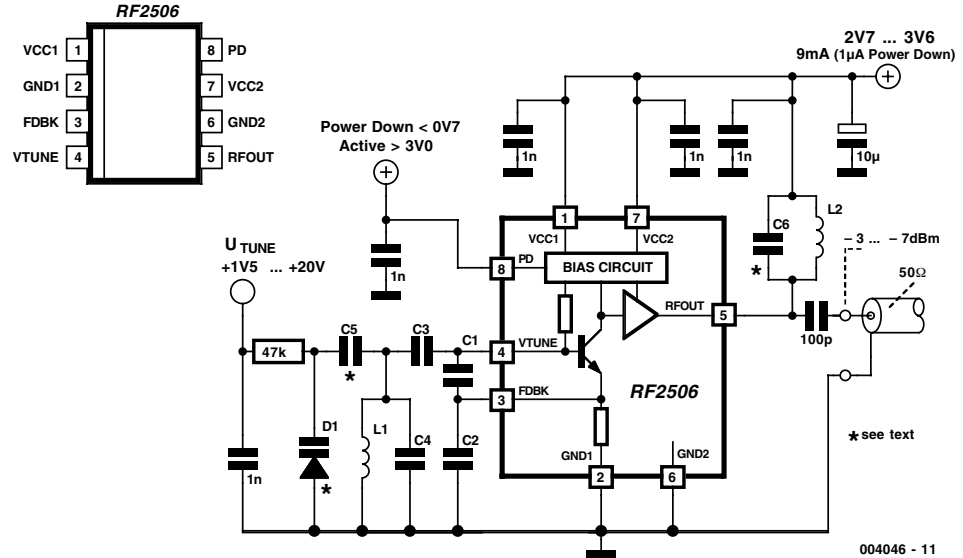 RF2506
VCC1 1
8 PD
GND1 2
7 VCC2
FDBK 3
6 GND2
VTUNE 4
5 RFOUT
2V7 ... 3V6
9mA (1µA Power Down)
Power Down < 0V7
Active > 3V0
1n
1n
1n
10µ
1n
U TUNE
+1V5 ... +20V
1
7
VCC1
VCC2
8
PD
BIAS CIRCUIT
C6
*
L2
– 3 ... – 7dBm
50Ω
RFOUT
5
100p
47k
C5
*
C3
C1
4
VTUNE
3
FDBK
RF2506
D1
*
L1
C4
C2
1n
GND1
GND2
2
6
* see text
004046 - 11